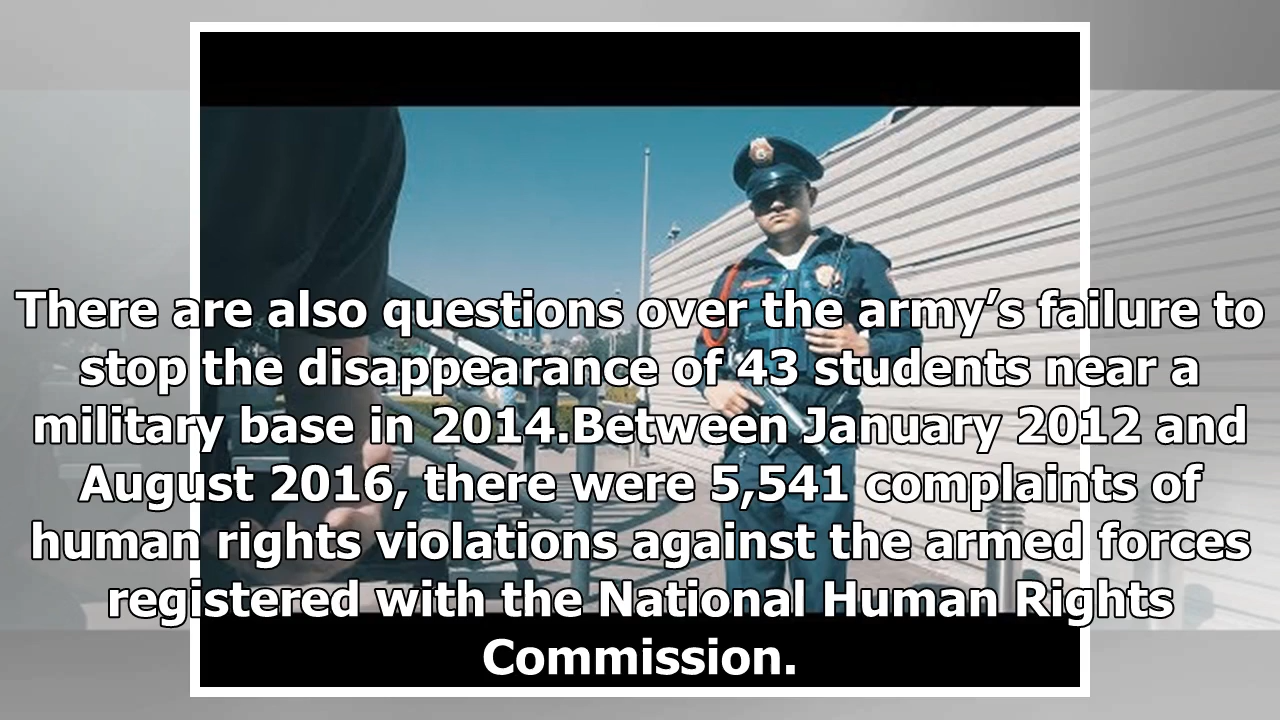 There are also questions over the army’s failure to
stop the disappearance of 43 students near a
military base in 2014.Between January 2012 and
August 2016, there were 5,541 complaints of
human rights violations against the armed forces
registered with the National Human Rights
Commission.